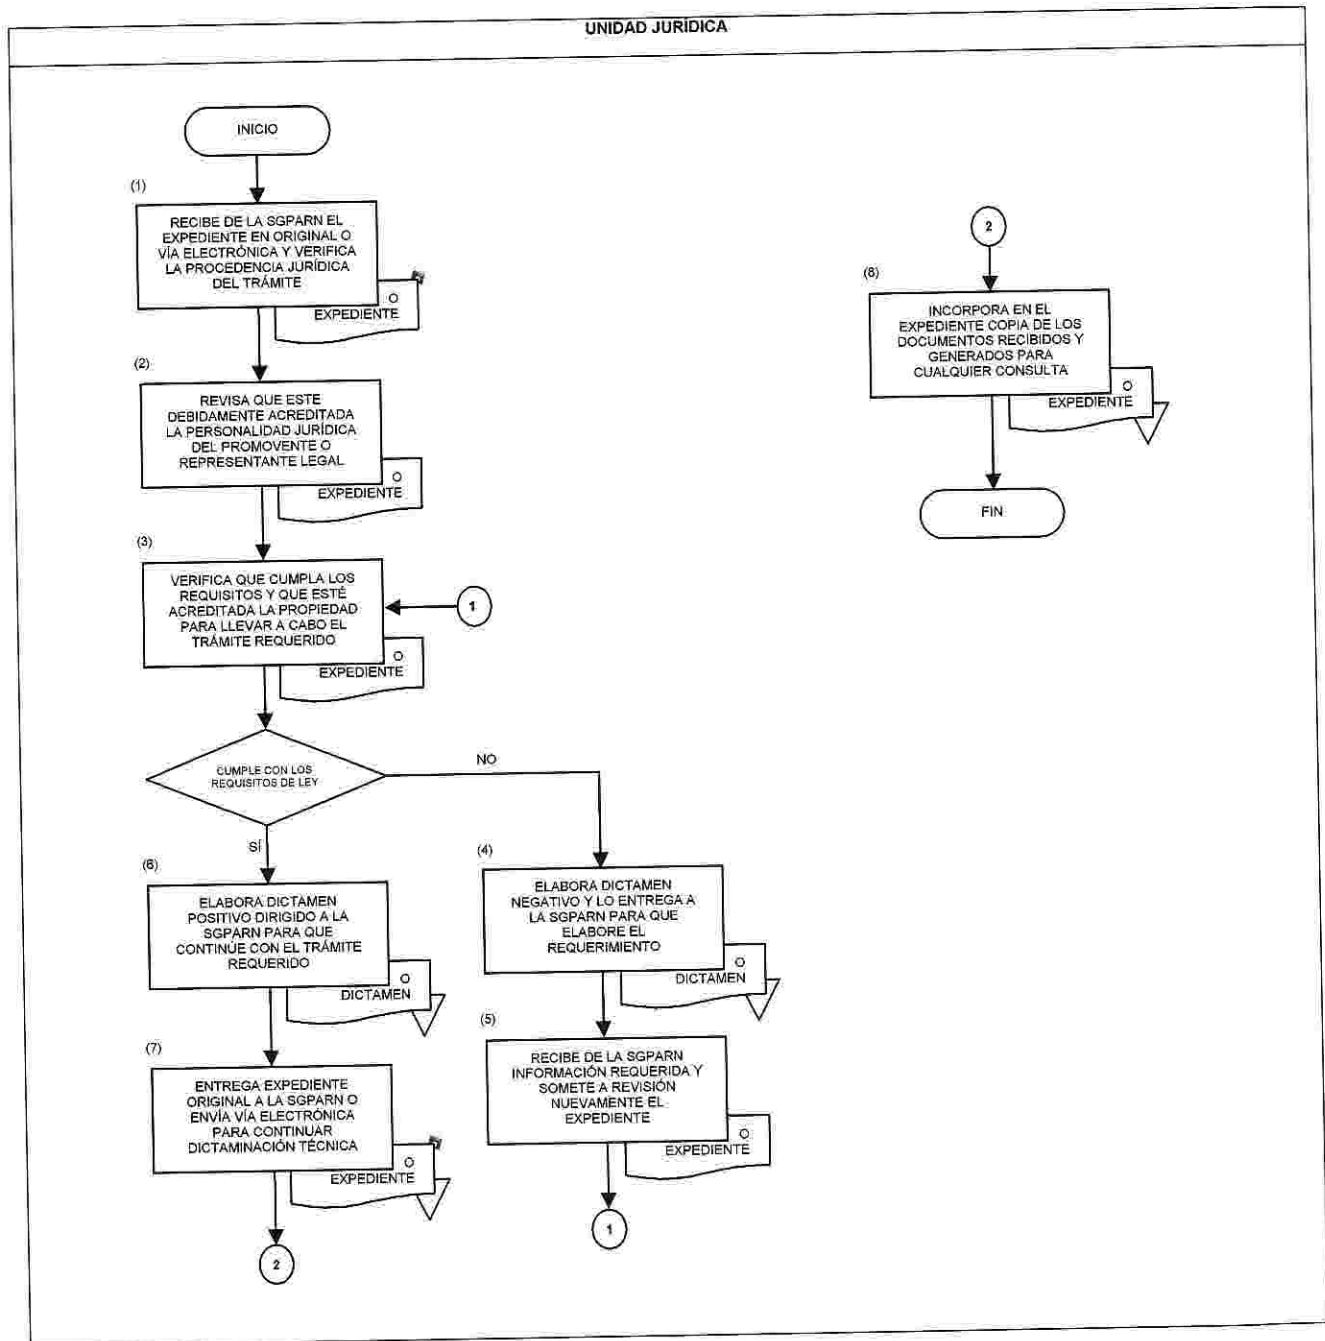 UNIDAD JURÍDICA
INICIO
(1)
RECIBE DE LA SGPARN EL
EXPEDIENTE EN ORIGINAL O
VÍA ELECTRÓNICA Y VERIFICA
LA PROCEDENCIA JURÍDICA
DEL TRÁMITE
O
EXPEDIENTE
(2)
REVISA QUE ESTE
DEBIDAMENTE ACREDITADA
LA PERSONALIDAD JURÍDICA
DEL PROMOVENTE O
REPRESENTANTE LEGAL
O
EXPEDIENTE
(3)
VERIFICA QUE CUMPLA LOS
REQUISITOS Y QUE ESTÉ
ACREDITADA LA PROPIEDAD
PARA LLEVAR A CABO EL
TRÁMITE REQUERIDO
1
O
EXPEDIENTE
CUMPLE CON LOS
REQUISITOS DE LEY
NO
SÍ
(6)
ELABORA DICTAMEN
POSITIVO DIRIGIDO A LA
SGPARN PARA QUE
CONTINÚE CON EL TRÁMITE
REQUERIDO
O
DICTAMEN
(7)
ENTREGA EXPEDIENTE
ORIGINAL A LA SGPARN O
ENVÍA VÍA ELECTRÓNICA
PARA CONTINUAR
DICTAMINACIÓN TÉCNICA
O
EXPEDIENTE
2
(4)
ELABORA DICTAMEN
NEGATIVO Y LO ENTREGA A
LA SGPARN PARA QUE
ELABORE EL
REQUERIMIENTO
O
DICTAMEN
(5)
RECIBE DE LA SGPARN
INFORMACIÓN REQUERIDA Y
SOMETE A REVISIÓN
NUEVAMENTE EL
EXPEDIENTE
O
EXPEDIENTE
1
2
(8)
INCORPORA EN EL
EXPEDIENTE COPIA DE LOS
DOCUMENTOS RECIBIDOS Y
GENERADOS PARA
CUALQUIER CONSULTA
O
EXPEDIENTE
FIN